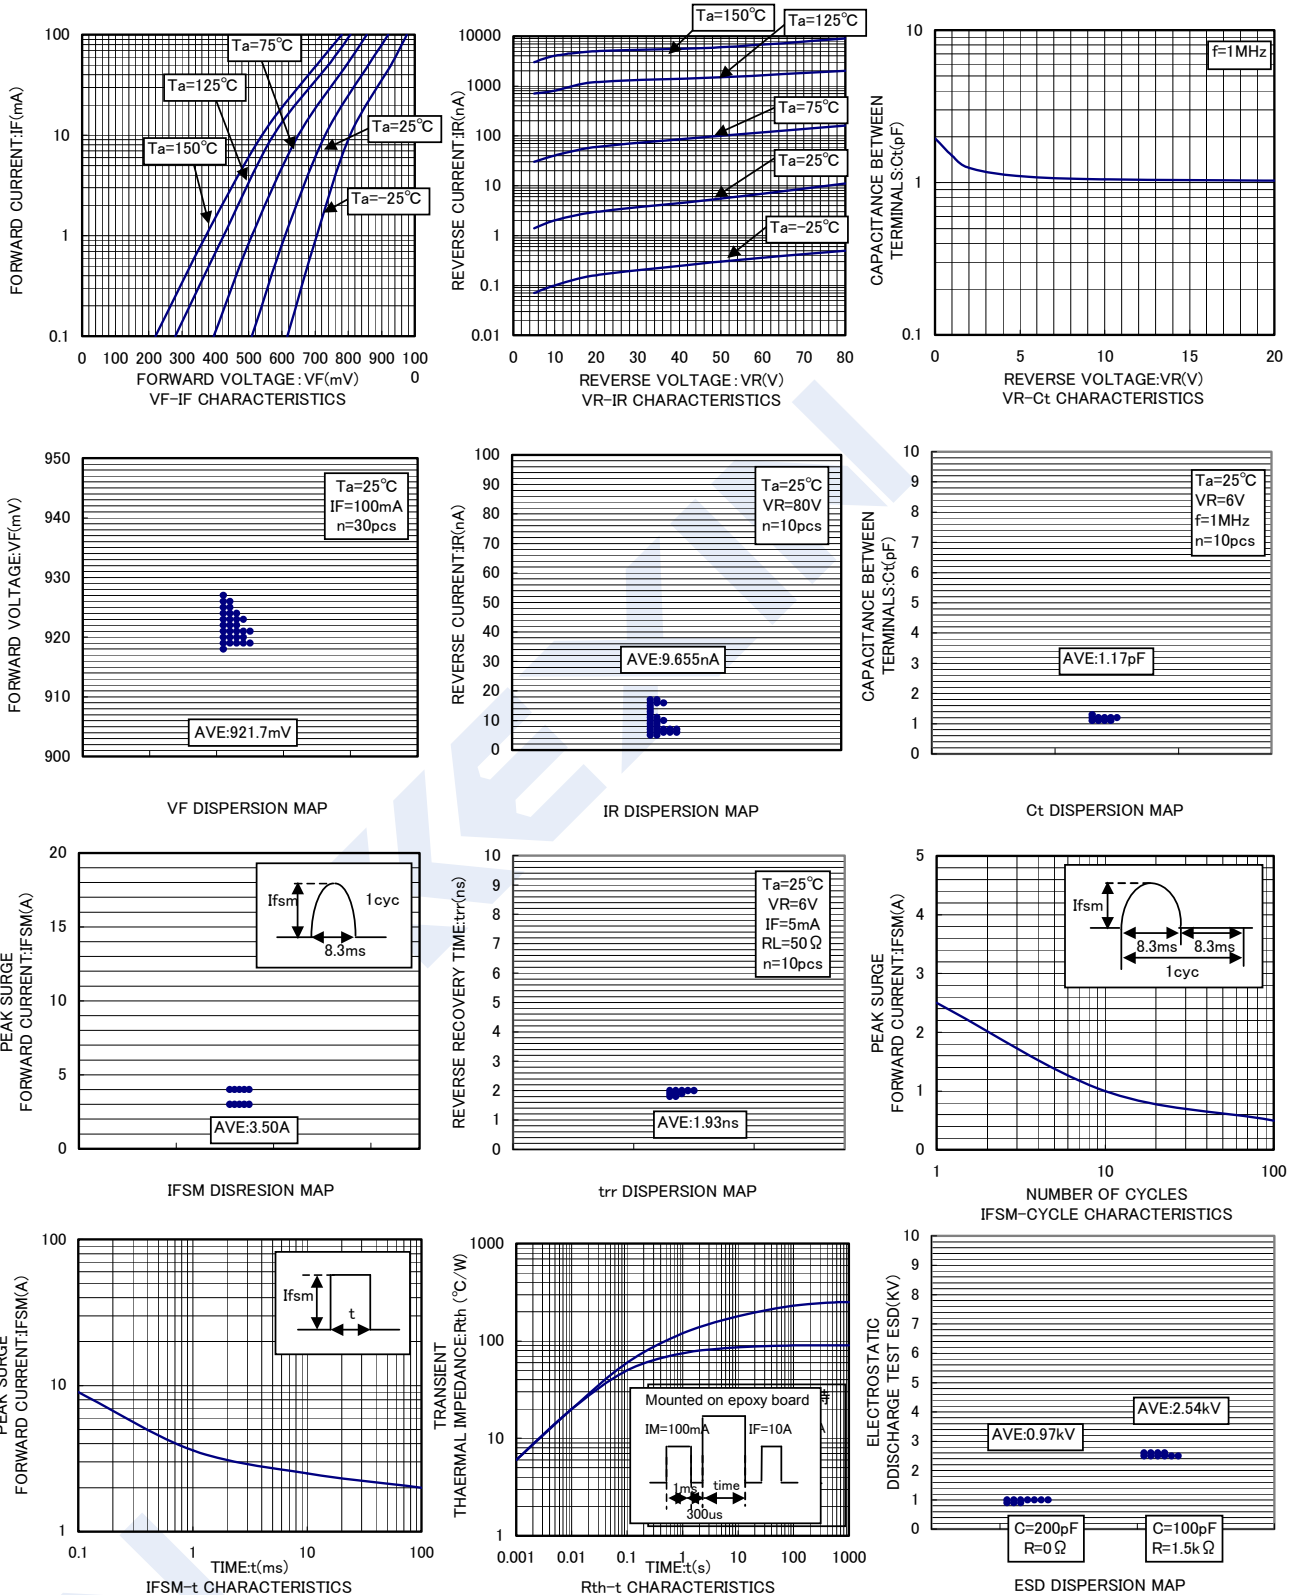 FORWARD CURRENT:IF(mA)
100
10
1
0.1
Ta=75℃
Ta=125℃
Ta=150℃
Ta=25℃
Ta=-25℃
0 100 200 300 400 500 600 700 800 900 100
0
FORWARD VOLTAGE:VF(mV)
VF-IF CHARACTERISTICS
REVERSE CURRENT:IR(nA)
10000
1000
100
10
1
0.1
0.01
Ta=150℃
Ta=125℃
Ta=75℃
Ta=25℃
Ta=-25℃
0 10 20 30 40 50 60 70 80
REVERSE VOLTAGE:VR(V)
VR-IR CHARACTERISTICS
CAPACITANCE BETWEEN
TERMINALS:Ct(pF)
10
1
0.1
f=1MHz
0 5 10 15 20
REVERSE VOLTAGE:VR(V)
VR-Ct CHARACTERISTICS
FORWARD VOLTAGE:VF(mV)
950
940
930
920
910
900
Ta=25℃
IF=100mA
n=30pcs
AVE:921.7mV
VF DISPERSION MAP
REVERSE CURRENT:IR(nA)
100
90
80
70
60
50
40
30
20
10
0
Ta=25℃
VR=80V
n=10pcs
AVE:9.655nA
IR DISPERSION MAP
CAPACITANCE BETWEEN
TERMINALS:Ct(pF)
10
9
8
7
6
5
4
3
2
1
0
Ta=25℃
VR=6V
f=1MHz
n=10pcs
AVE:1.17pF
Ct DISPERSION MAP
PEAK SURGE
FORWARD CURRENT:IFSM(A)
20
15
10
5
0
Ifsm
1cyc
8.3ms
AVE:3.50A
IFSM DISRESION MAP
REVERSE RECOVERY TIME:trr(ns)
10
9
8
7
6
5
4
3
2
1
0
Ta=25℃
VR=6V
IF=5mA
RL=50Ω
n=10pcs
AVE:1.93ns
trr DISPERSION MAP
PEAK SURGE
FORWARD CURRENT:IFSM(A)
5
4
3
2
1
0
Ifsm
8.3ms 8.3ms
1cyc
1 10 100
NUMBER OF CYCLES
IFSM-CYCLE CHARACTERISTICS
PEAK SURGE
FORWARD CURRENT:IFSM(A)
100
10
1
Ifsm
t
0.1 1 10 100
TIME:t(ms)
IFSM-t CHARACTERISTICS
TRANSIENT
THAERMAL IMPEDANCE:Rth (℃/W)
1000
100
10
1
Mounted on epoxy board
IM=100mA IF=10A
1ms time
300us
0.001 0.01 0.1 1 10 100 1000
TIME:t(s)
Rth-t CHARACTERISTICS
ELECTROSTATIC
DDISCHARGE TEST ESD(KV)
10
9
8
7
6
5
4
3
2
1
0
AVE:2.54kV
AVE:0.97kV
C=200pF
R=0Ω
C=100pF
R=1.5kΩ
ESD DISPERSION MAP
KEXIN